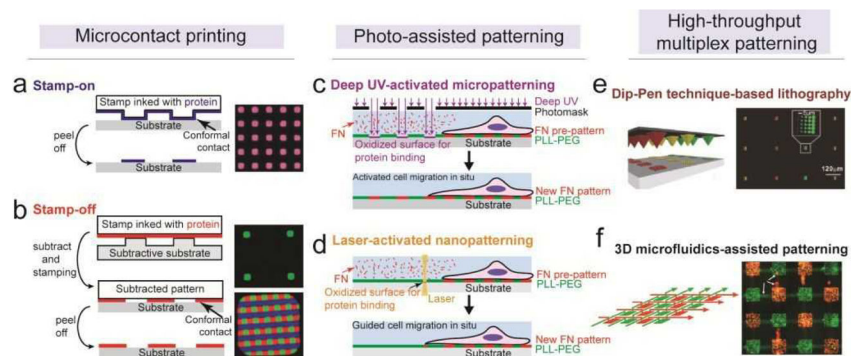 Microcontact printing
Photo-assisted patterning
High-throughput
multiplex patterning
a Stamp-on
Stamp inked with protein
Substrate
Conformal
contact
peel
off
Substrate
b Stamp-off
Stamp inked with protein
Subtractive substrate
subtract
and
stamping
Subtracted pattern
Substrate
Conformal
contact
peel
off
Substrate
c Deep UV-activated micropatterning
Deep UV
Photomask
FN
FN pre-pattern
PLL-PEG
Oxidized surface for
protein binding
Substrate
Activated cell migration in situ
New FN pattern
PLL-PEG
Substrate
d Laser-activated nanopatterning
FN
FN pre-pattern
PLL-PEG
Oxidized surface for
protein binding
Laser
Substrate
Guided cell migration in situ
New FN pattern
PLL-PEG
Substrate
e Dip-Pen technique-based lithography
120μm
f 3D microfluidics-assisted patterning